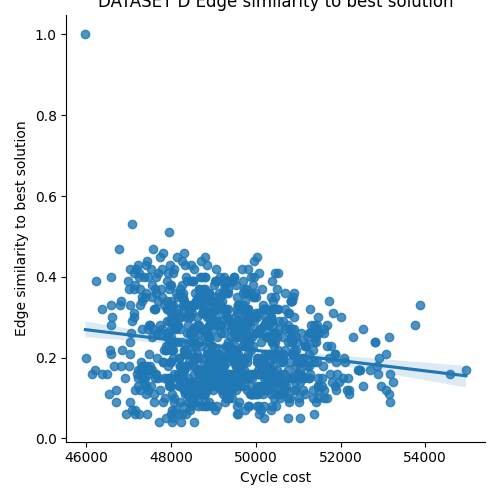 DATASET D Edge similarity to best solution
1.0
0.8
0.6
0.4
0.2
0.0
Edge similarity to best solution
46000 48000 50000 52000 54000
Cycle cost